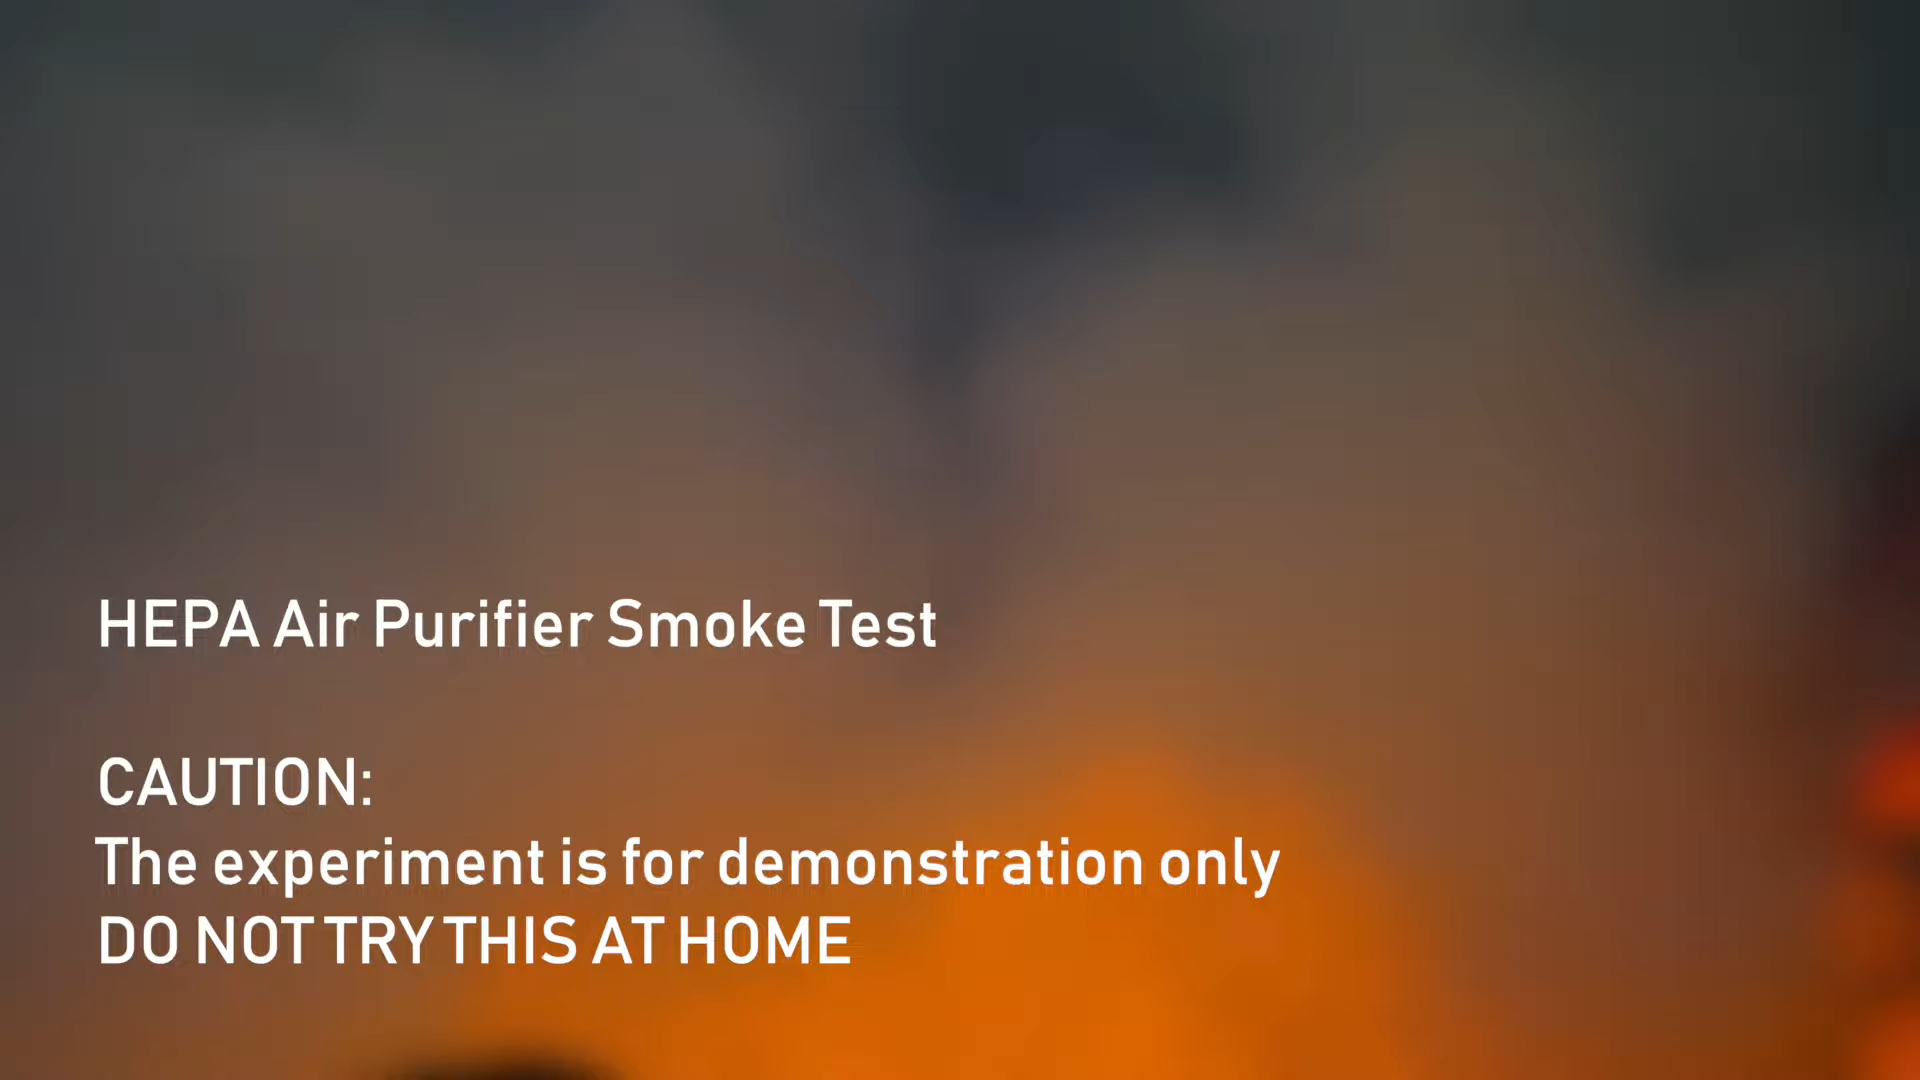 HEPA Air Purifier Smoke Test
CAUTION:
The experiment is for demonstration only
DO NOT TRY THIS AT HOME